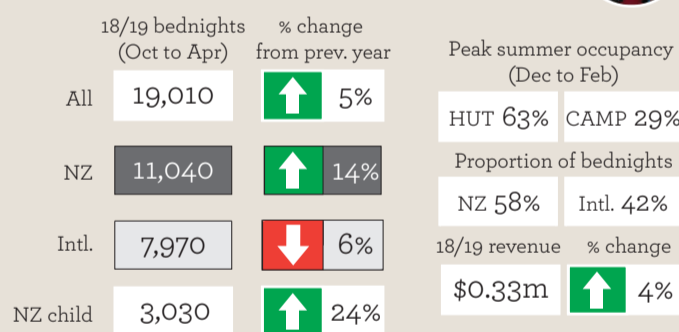 18/19 bednights
(Oct to Apr)
% change
from prev. year
All 19,010 5%
NZ 11,040 14%
Intl. 7,970 6%
NZ child 3,030 24%
Peak summer occupancy
(Dec to Feb)
HUT 63% CAMP 29%
Proportion of bednights
NZ 58% Intl. 42%
18/19 revenue % change
$0.33m 4%